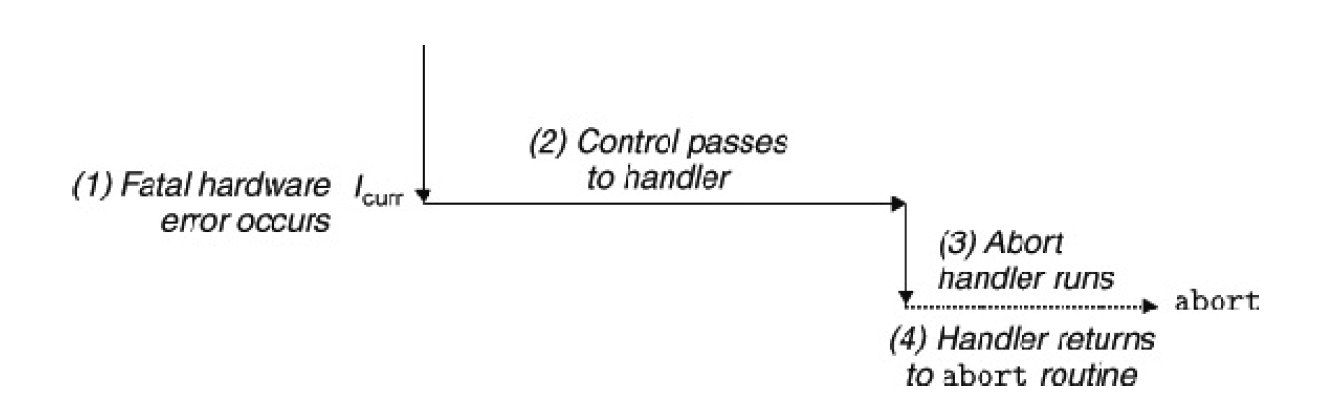 (2) Control passes
to handler
(1) Fatal hardware
error occurs
Icurr
(3) Abort
handler runs
abort
(4) Handler returns
to abort routine